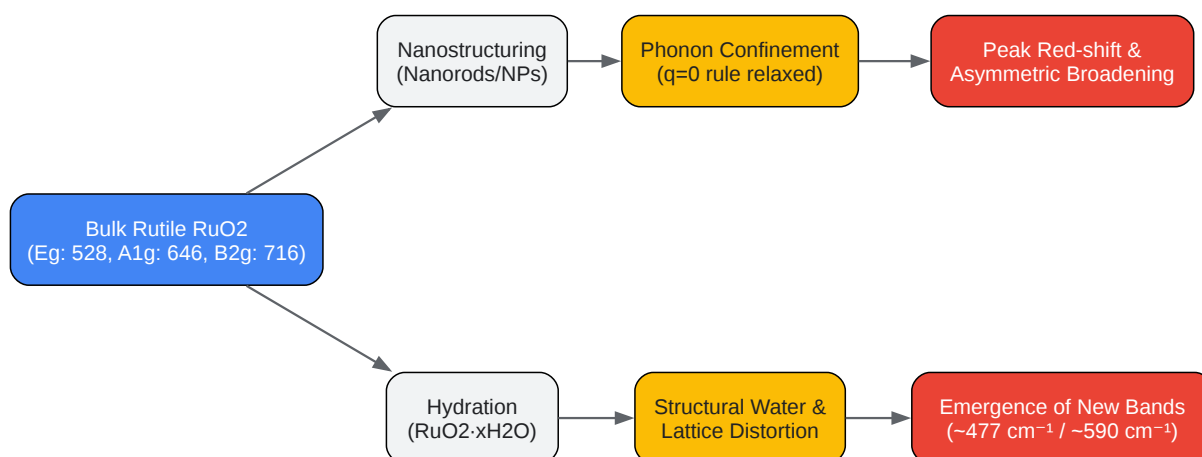 Nanostructuring
(Nanorods/NPs)
Phonon Confinement
(q=0 rule relaxed)
Peak Red-shift &
Asymmetric Broadening
Bulk Rutile RuO2
(Eg: 528, A1g: 646, B2g: 716)
Hydration
(RuO2·xH2O)
Structural Water &
Lattice Distortion
Emergence of New Bands
(~477 cm⁻¹ / ~590 cm⁻¹)